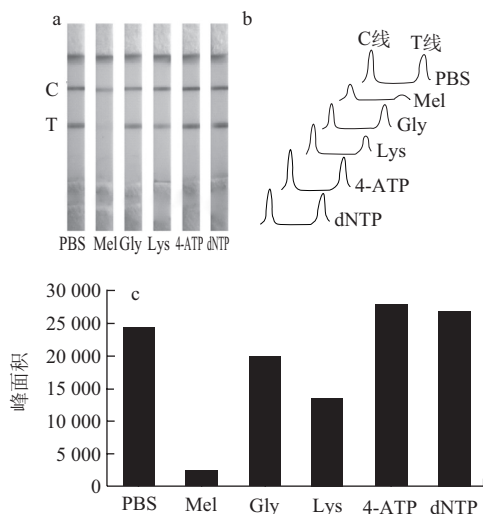 a
C
T
PBS Mel Gly Lys 4-ATP dNTP
b
C线 T线
PBS
Mel
Gly
Lys
4-ATP
dNTP
c
峰面积
30 000
25 000
20 000
15 000
10 000
5 000
0
PBS Mel Gly Lys 4-ATP dNTP